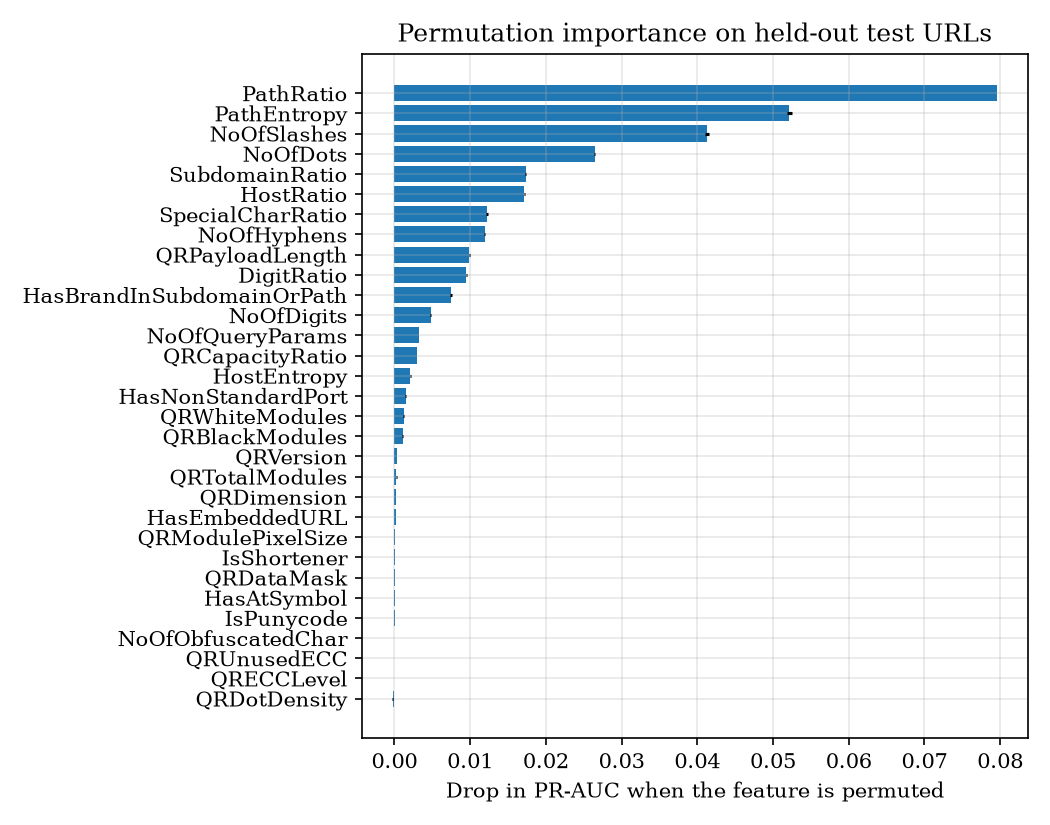 Permutation importance on held-out test URLs
PathRatio
PathEntropy
NoOfSlashes
NoOfDots
SubdomainRatio
HostRatio
SpecialCharRatio
NoOfHyphens
QRPayloadLength
DigitRatio
HasBrandInSubdomainOrPath
NoOfDigits
NoOfQueryParams
QRCapacityRatio
HostEntropy
HasNonStandardPort
QRWhiteModules
QRBlackModules
QRVersion
QRTotalModules
QRDimension
HasEmbeddedURL
QRModulePixelSize
IsShortener
QRDataMask
HasAtSymbol
IsPunycode
NoOfObfuscatedChar
QRUnusedECC
QRECCLevel
QRDotDensity
0.00 0.01 0.02 0.03 0.04 0.05 0.06 0.07 0.08
Drop in PR-AUC when the feature is permuted